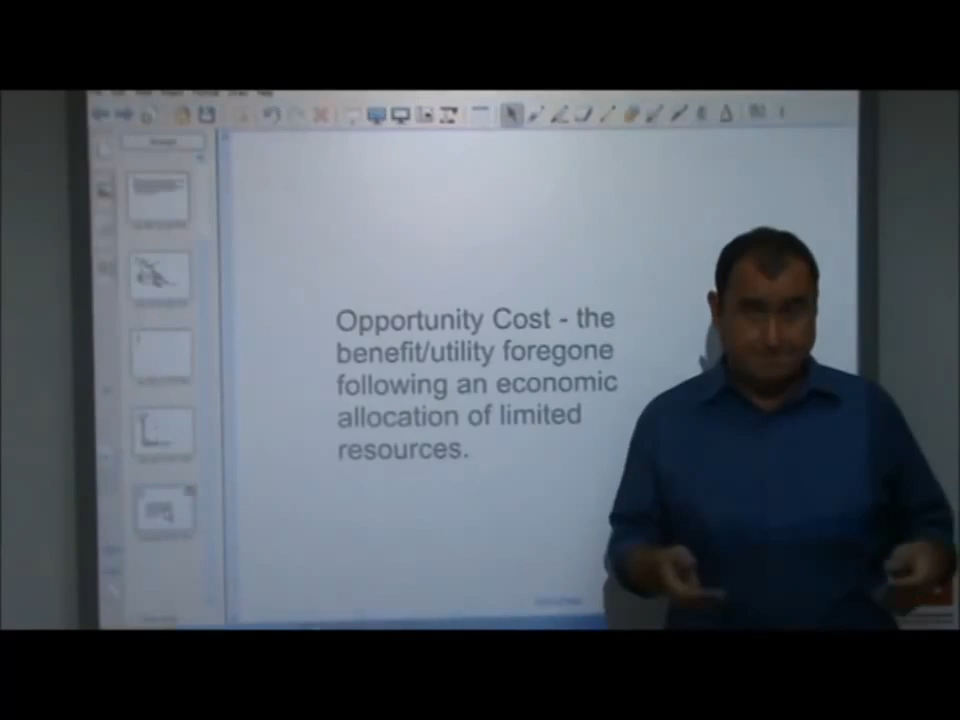 Opportunity Cost - the
benefit/utility foregone
following an economic
allocation of limited
resources.